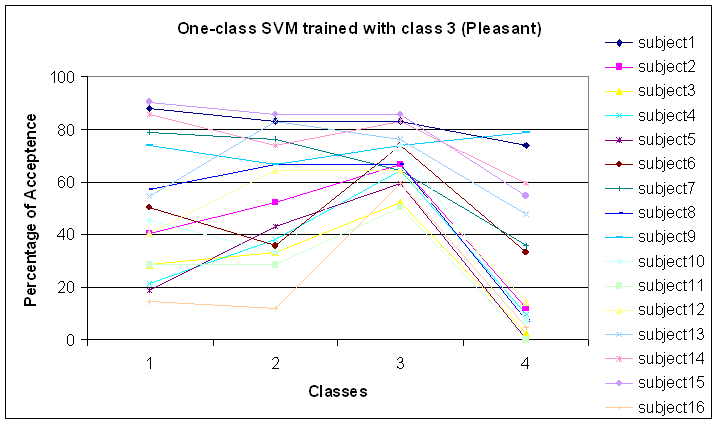 One-class SVM trained with class 3 (Pleasant)
Percentage of Acceptence
100
80
60
40
20
0
1 2 3 4
Classes
subject1
subject2
subject3
subject4
subject5
subject6
subject7
subject8
subject9
subject10
subject11
subject12
subject13
subject14
subject15
subject16